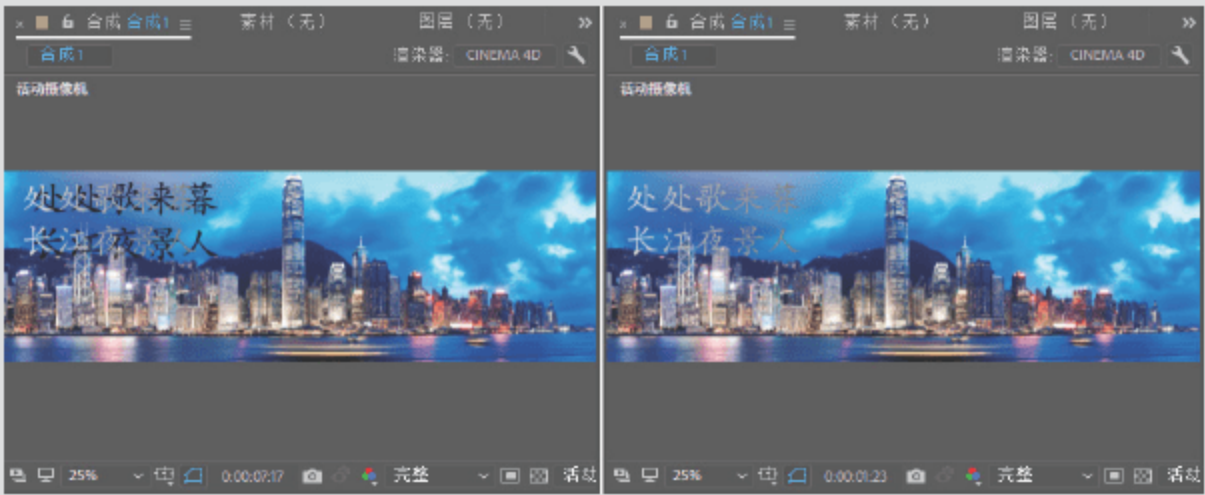 × 合成 合成1 ≡ 素材（无） 图层（无） »
合成1 渲染器: CINEMA 4D
活动摄像机
处处歌来暮
长江夜景人
25% 0:00:07:17 完整 活动
× 合成 合成1 ≡ 素材（无） 图层（无） »
合成1 渲染器: CINEMA 4D
活动摄像机
处处歌来暮
长江夜景人
25% 0:00:01:23 完整 活动